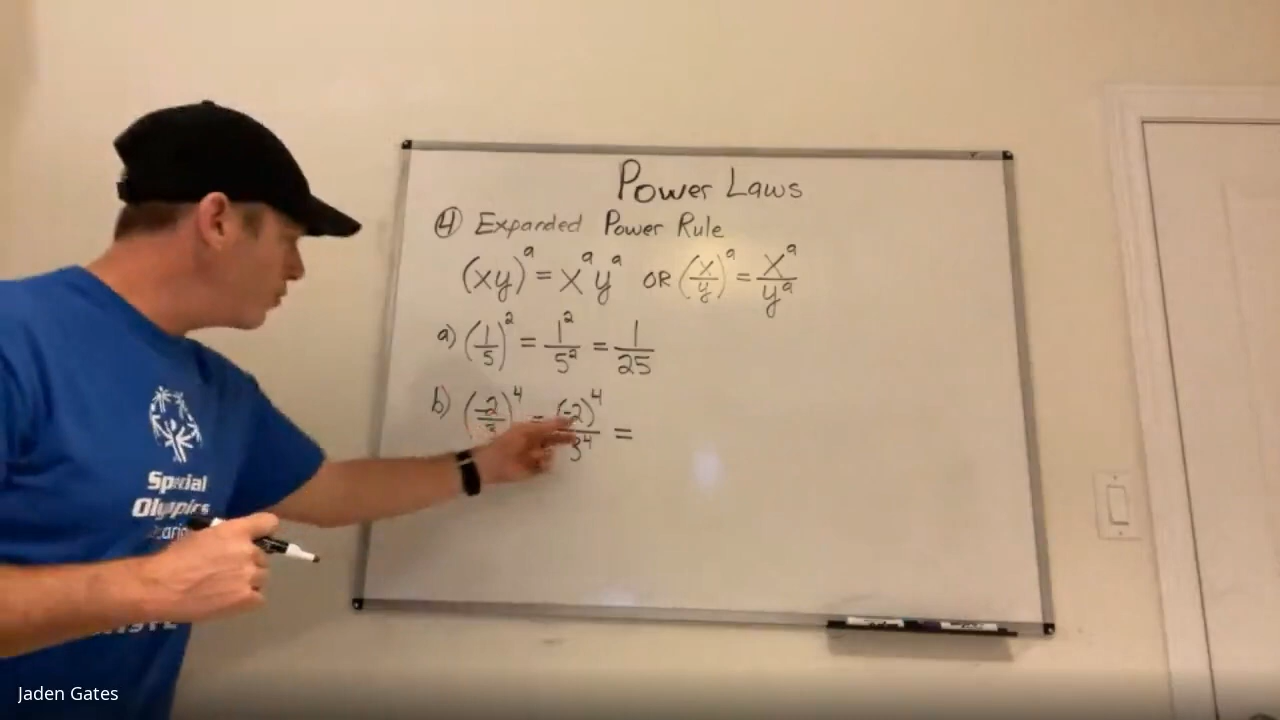 Power Laws
④ Expanded Power Rule
(xy)^a = x^a y^a OR (x/y)^a = x^a/y^a
a) (1/5)^2 = 1^2/5^2 = 1/25
b) (-2/3)^4 = (-2)^4/3^4 =
Special
Olympics
Jaden Gates